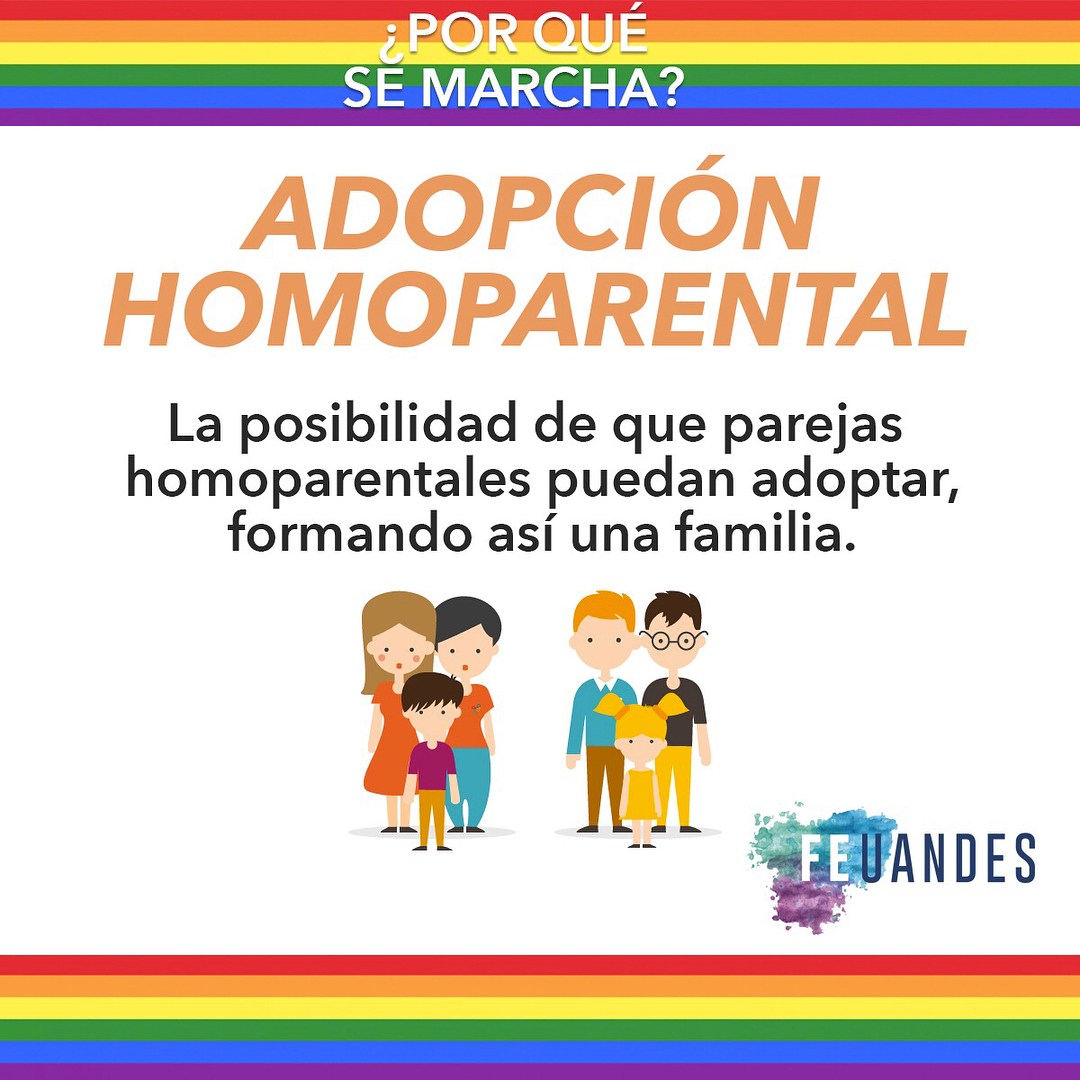 ¿POR QUÉ
SE MARCHA?
ADOPCIÓN
HOMOPARENTAL
La posibilidad de que parejas
homoparentales puedan adoptar,
formando así una familia.
FEUANDES